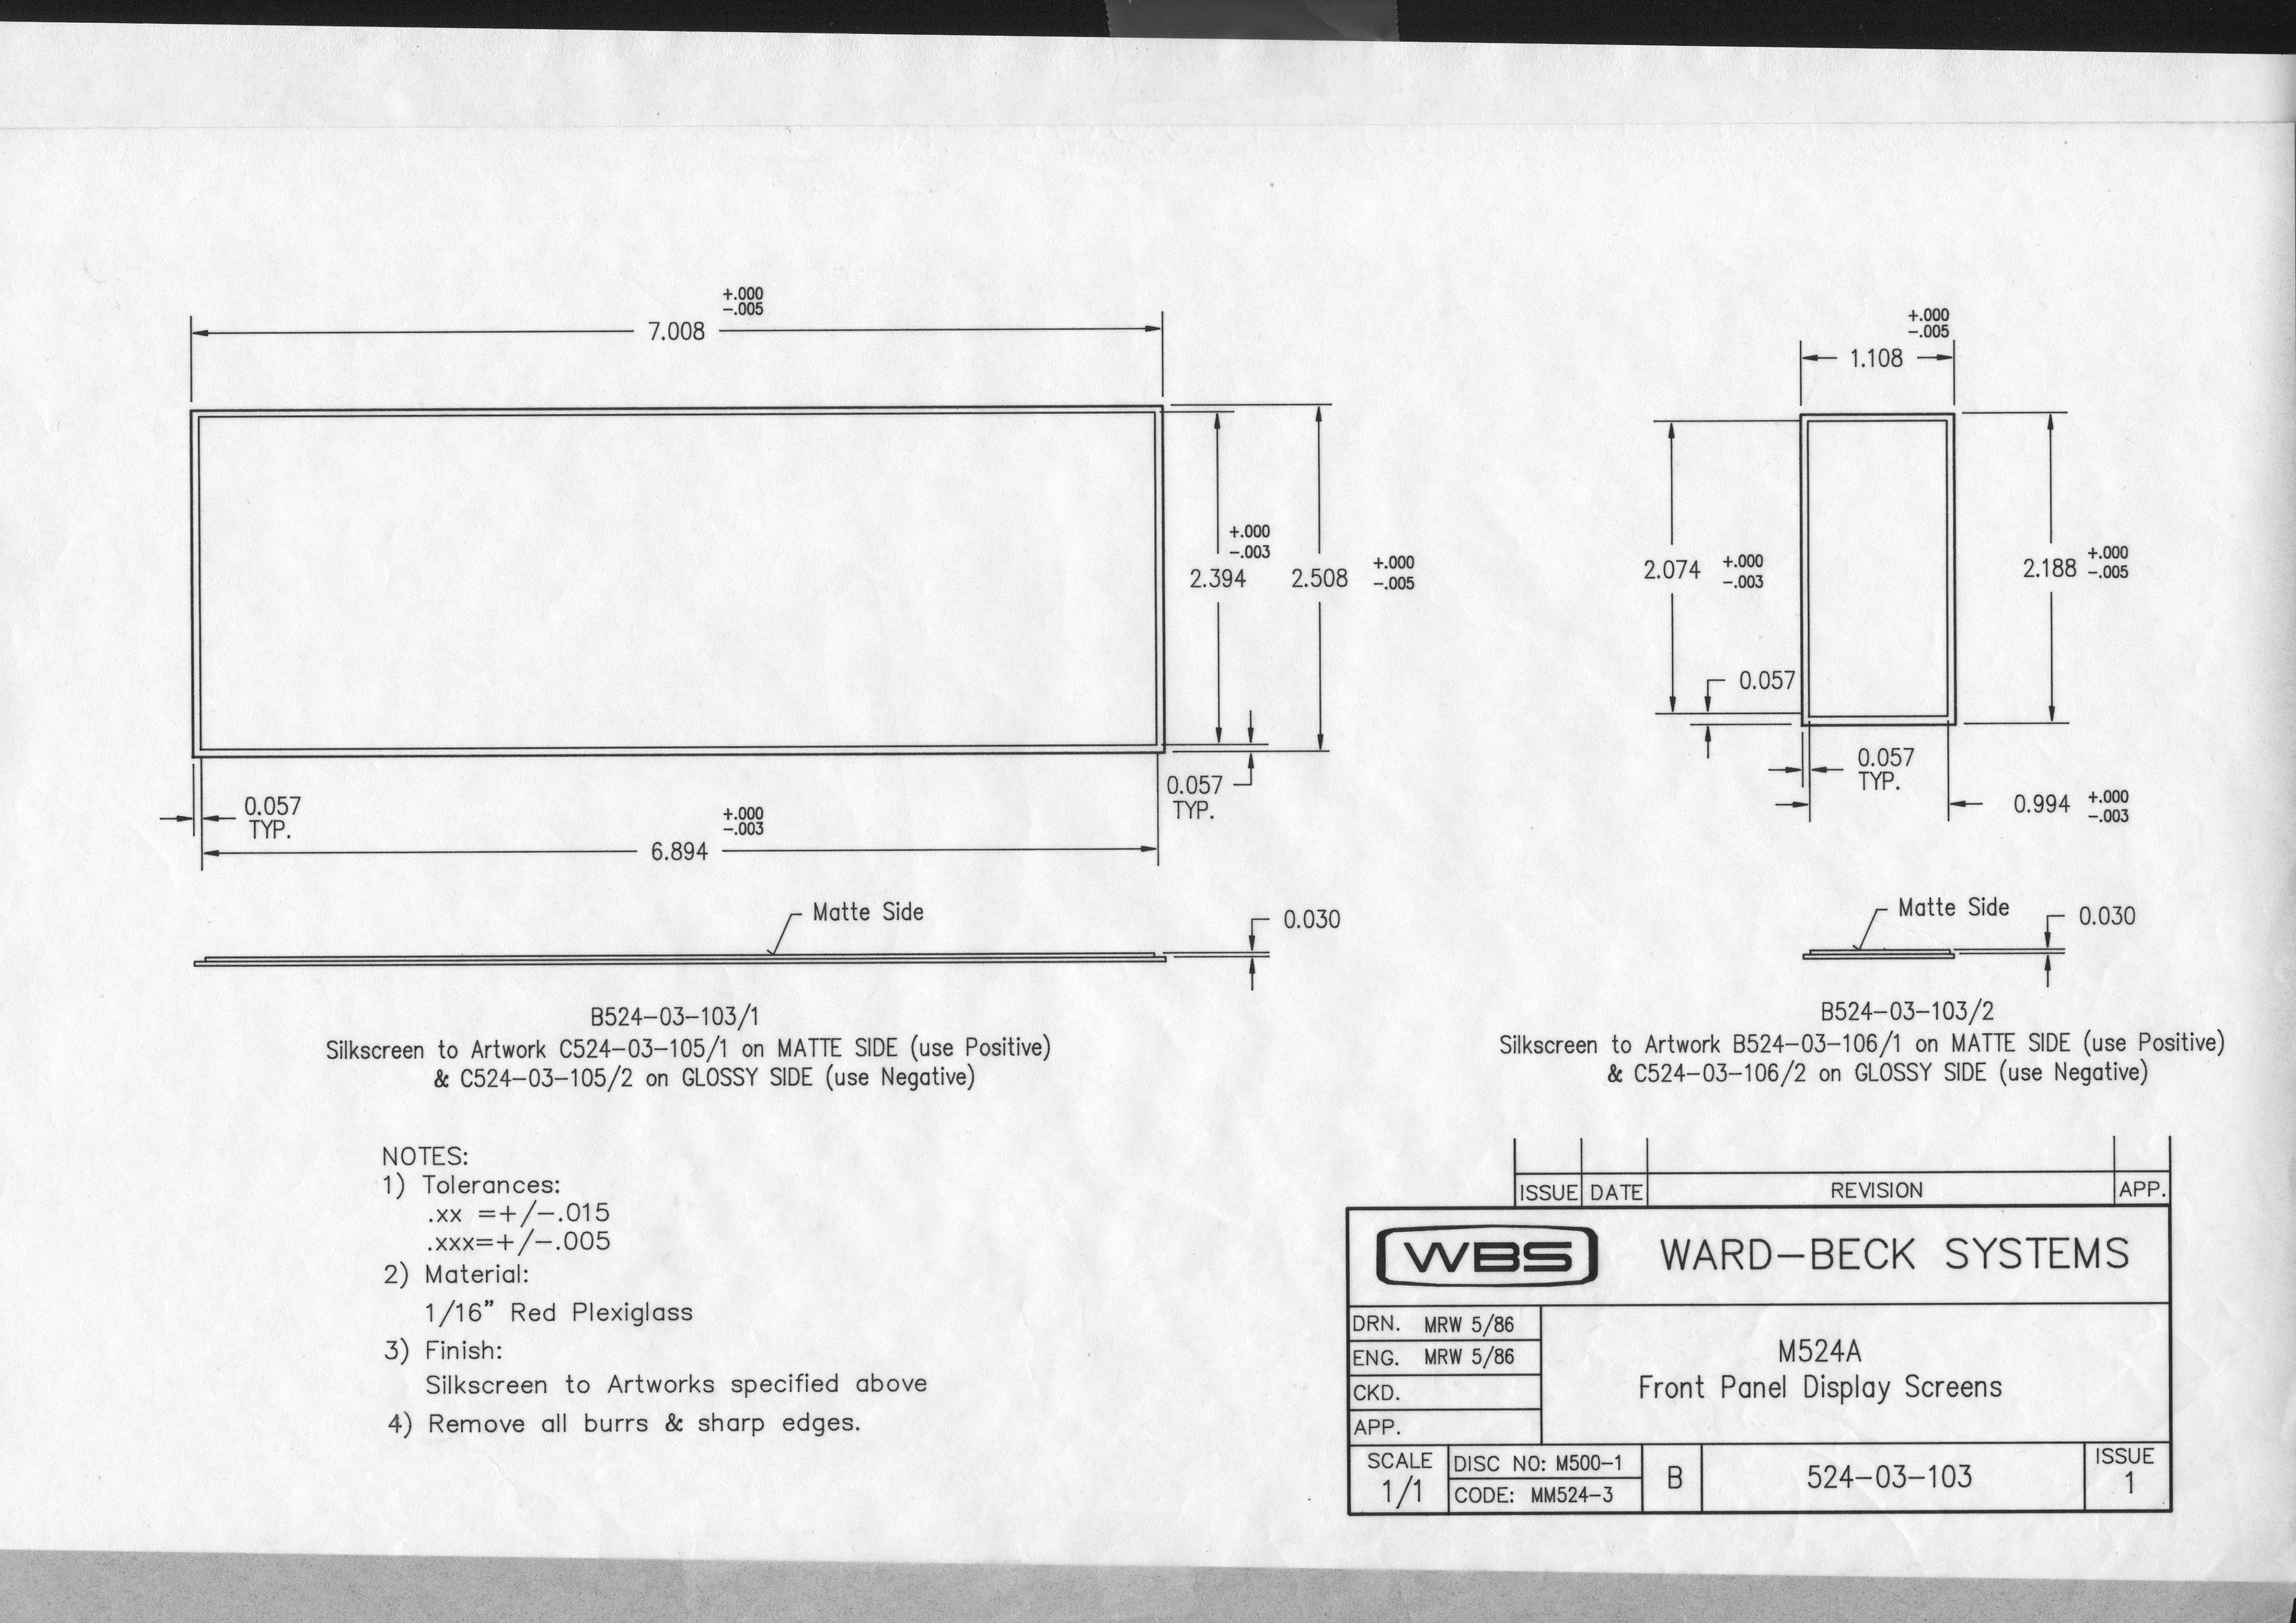 +.000
-.005
7.008
+.000
-.005
1.108
+.000
-.003
2.394
2.508
+.000
-.005
2.074
+.000
-.003
2.188
+.000
-.005
0.057
0.057
TYP.
0.057
TYP.
6.894
+.000
-.003
0.057
TYP.
0.994
+.000
-.003
Matte Side
0.030
Matte Side
0.030
B524-03-103/1
Silkscreen to Artwork C524-03-105/1 on MATTE SIDE (use Positive)
& C524-03-105/2 on GLOSSY SIDE (use Negative)
B524-03-103/2
Silkscreen to Artwork B524-03-106/1 on MATTE SIDE (use Positive)
& C524-03-106/2 on GLOSSY SIDE (use Negative)
NOTES:
1) Tolerances:
.xx =+/-.015
.xxx=+/-.005
2) Material:
1/16" Red Plexiglass
3) Finish:
Silkscreen to Artworks specified above
4) Remove all burrs & sharp edges.
ISSUE DATE REVISION APP.
WBS WARD-BECK SYSTEMS
DRN. MRW 5/86
ENG. MRW 5/86
CKD.
APP.
M524A
Front Panel Display Screens
SCALE
1/1
DISC NO: M500-1
CODE: MM524-3
B
524-03-103
ISSUE
1